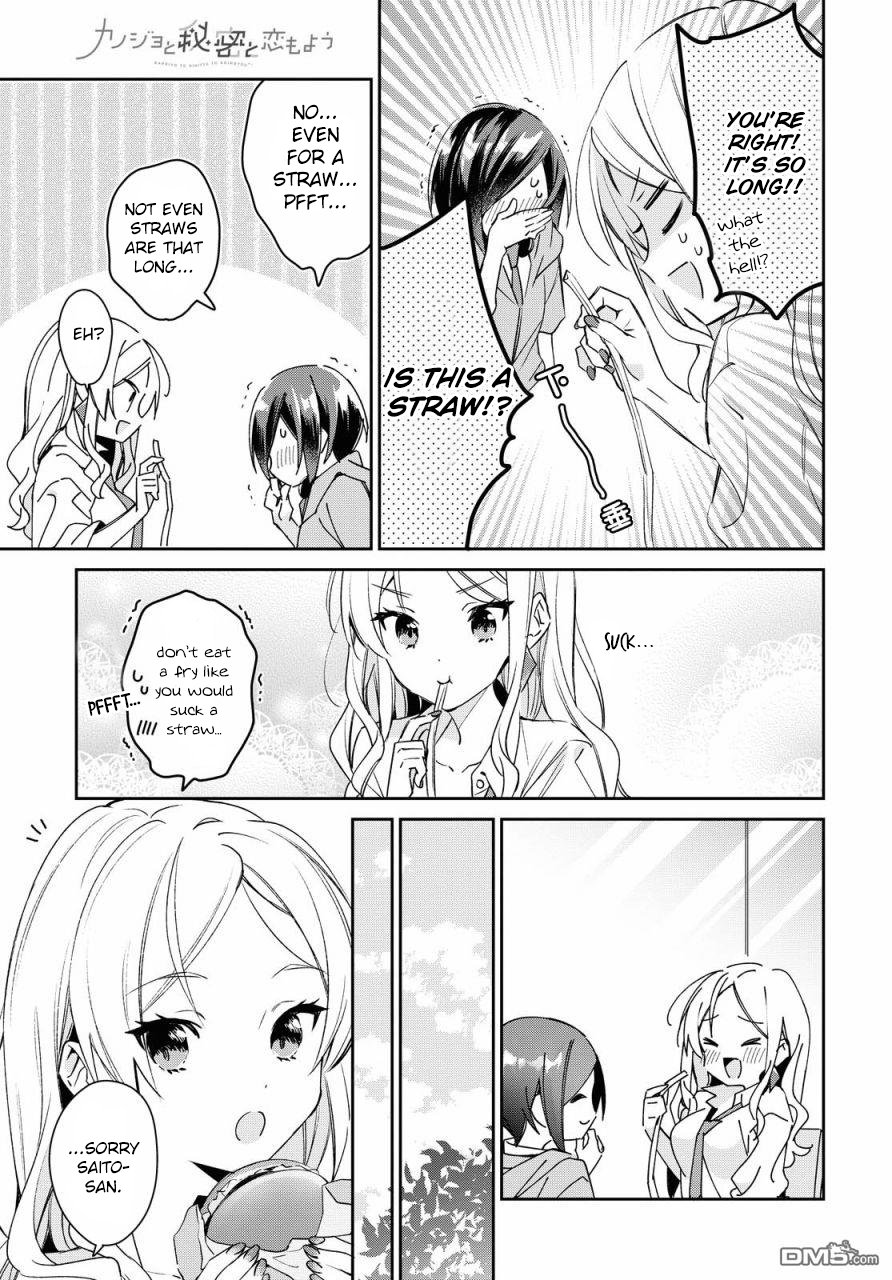 カノジョと秘密と恋もよう
YOU'RE
RIGHT!
IT'S SO
LONG!!
what
the
hell!?
IS THIS A
STRAW!?
NO...
EVEN
FOR A
STRAW...
PFFT...
NOT EVEN
STRAWS
ARE THAT
LONG...
EH?
SUCK...
don't eat
a fry like
you would
suck a
straw...
PFFFT...
...SORRY
SAITO-
SAN.
DM5.com